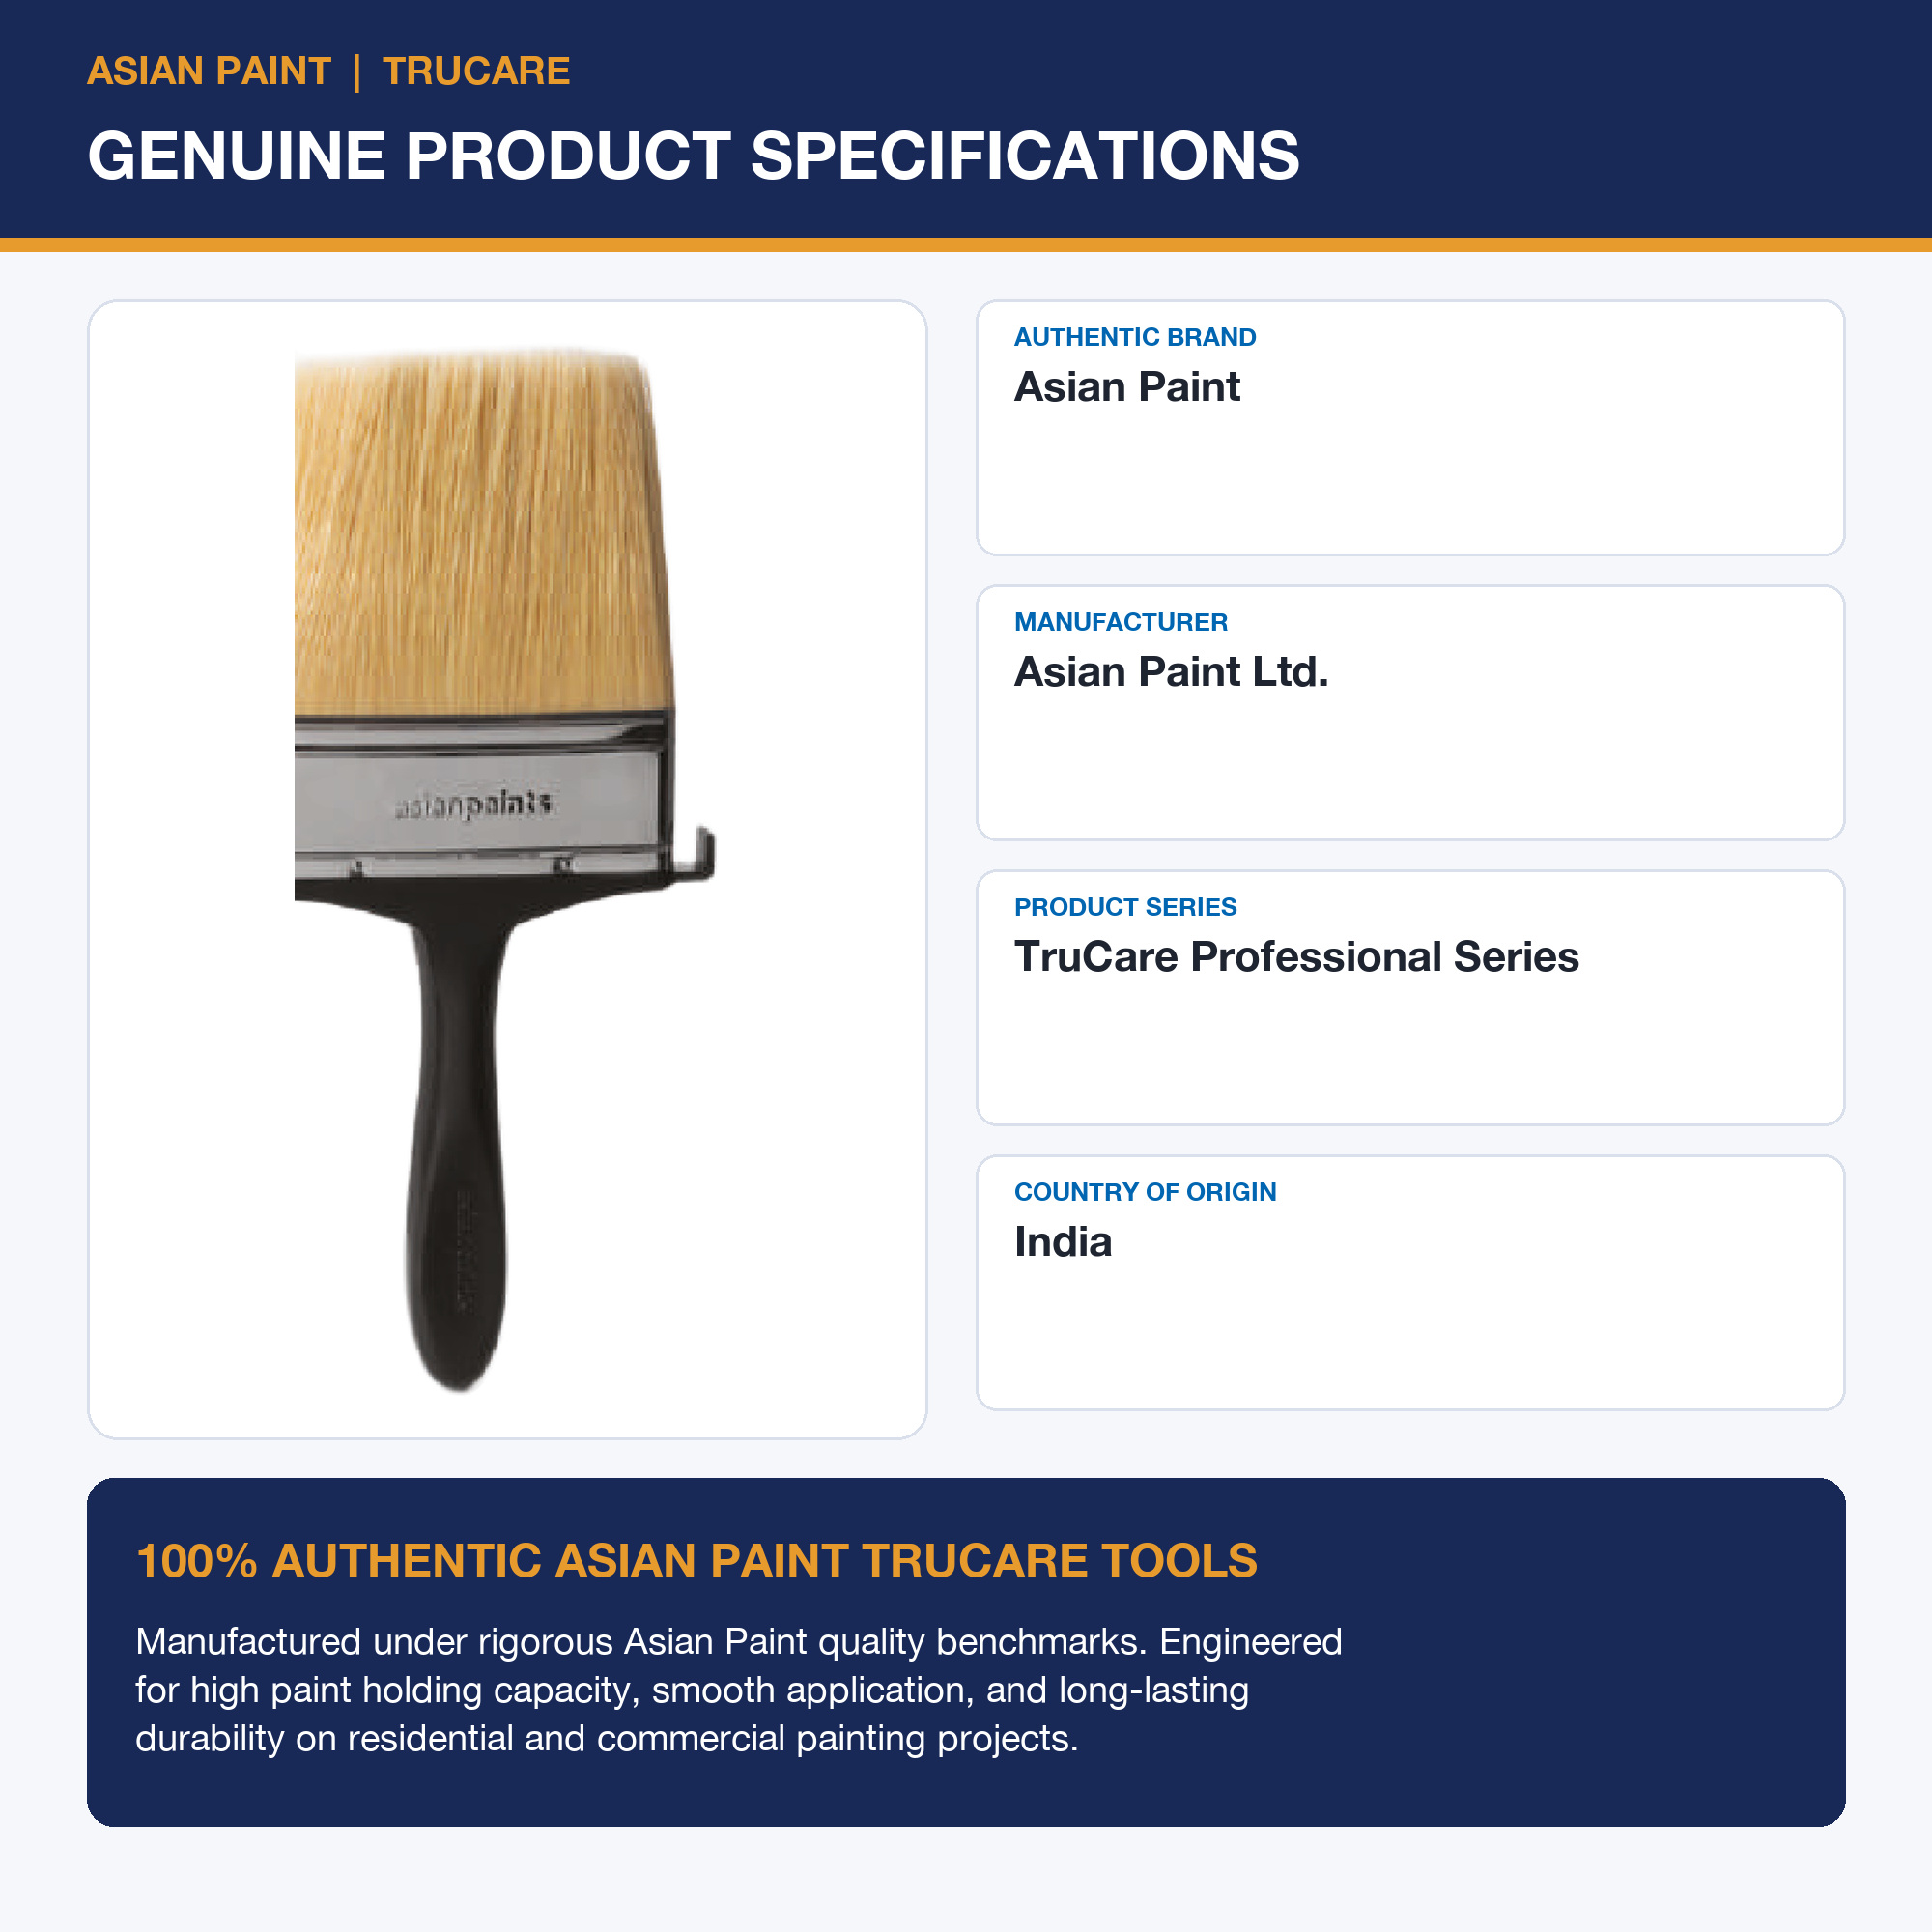 ASIAN PAINT | TRUCARE
GENUINE PRODUCT SPECIFICATIONS
asianpaints
AUTHENTIC BRAND
Asian Paint
MANUFACTURER
Asian Paint Ltd.
PRODUCT SERIES
TruCare Professional Series
COUNTRY OF ORIGIN
India
100% AUTHENTIC ASIAN PAINT TRUCARE TOOLS
Manufactured under rigorous Asian Paint quality benchmarks. Engineered
for high paint holding capacity, smooth application, and long-lasting
durability on residential and commercial painting projects.